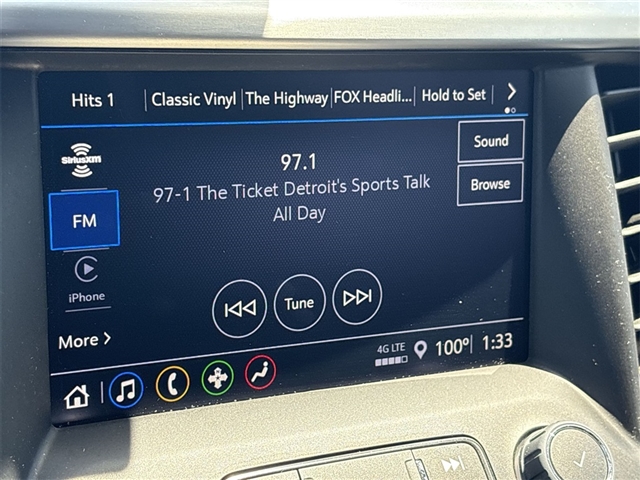 Hits 1 Classic Vinyl The Highway FOX Headli... Hold to Set
SiriusXM
97.1
Sound
97-1 The Ticket Detroit's Sports Talk
All Day
Browse
FM
iPhone
Tune
More
4G LTE
100° 1:33